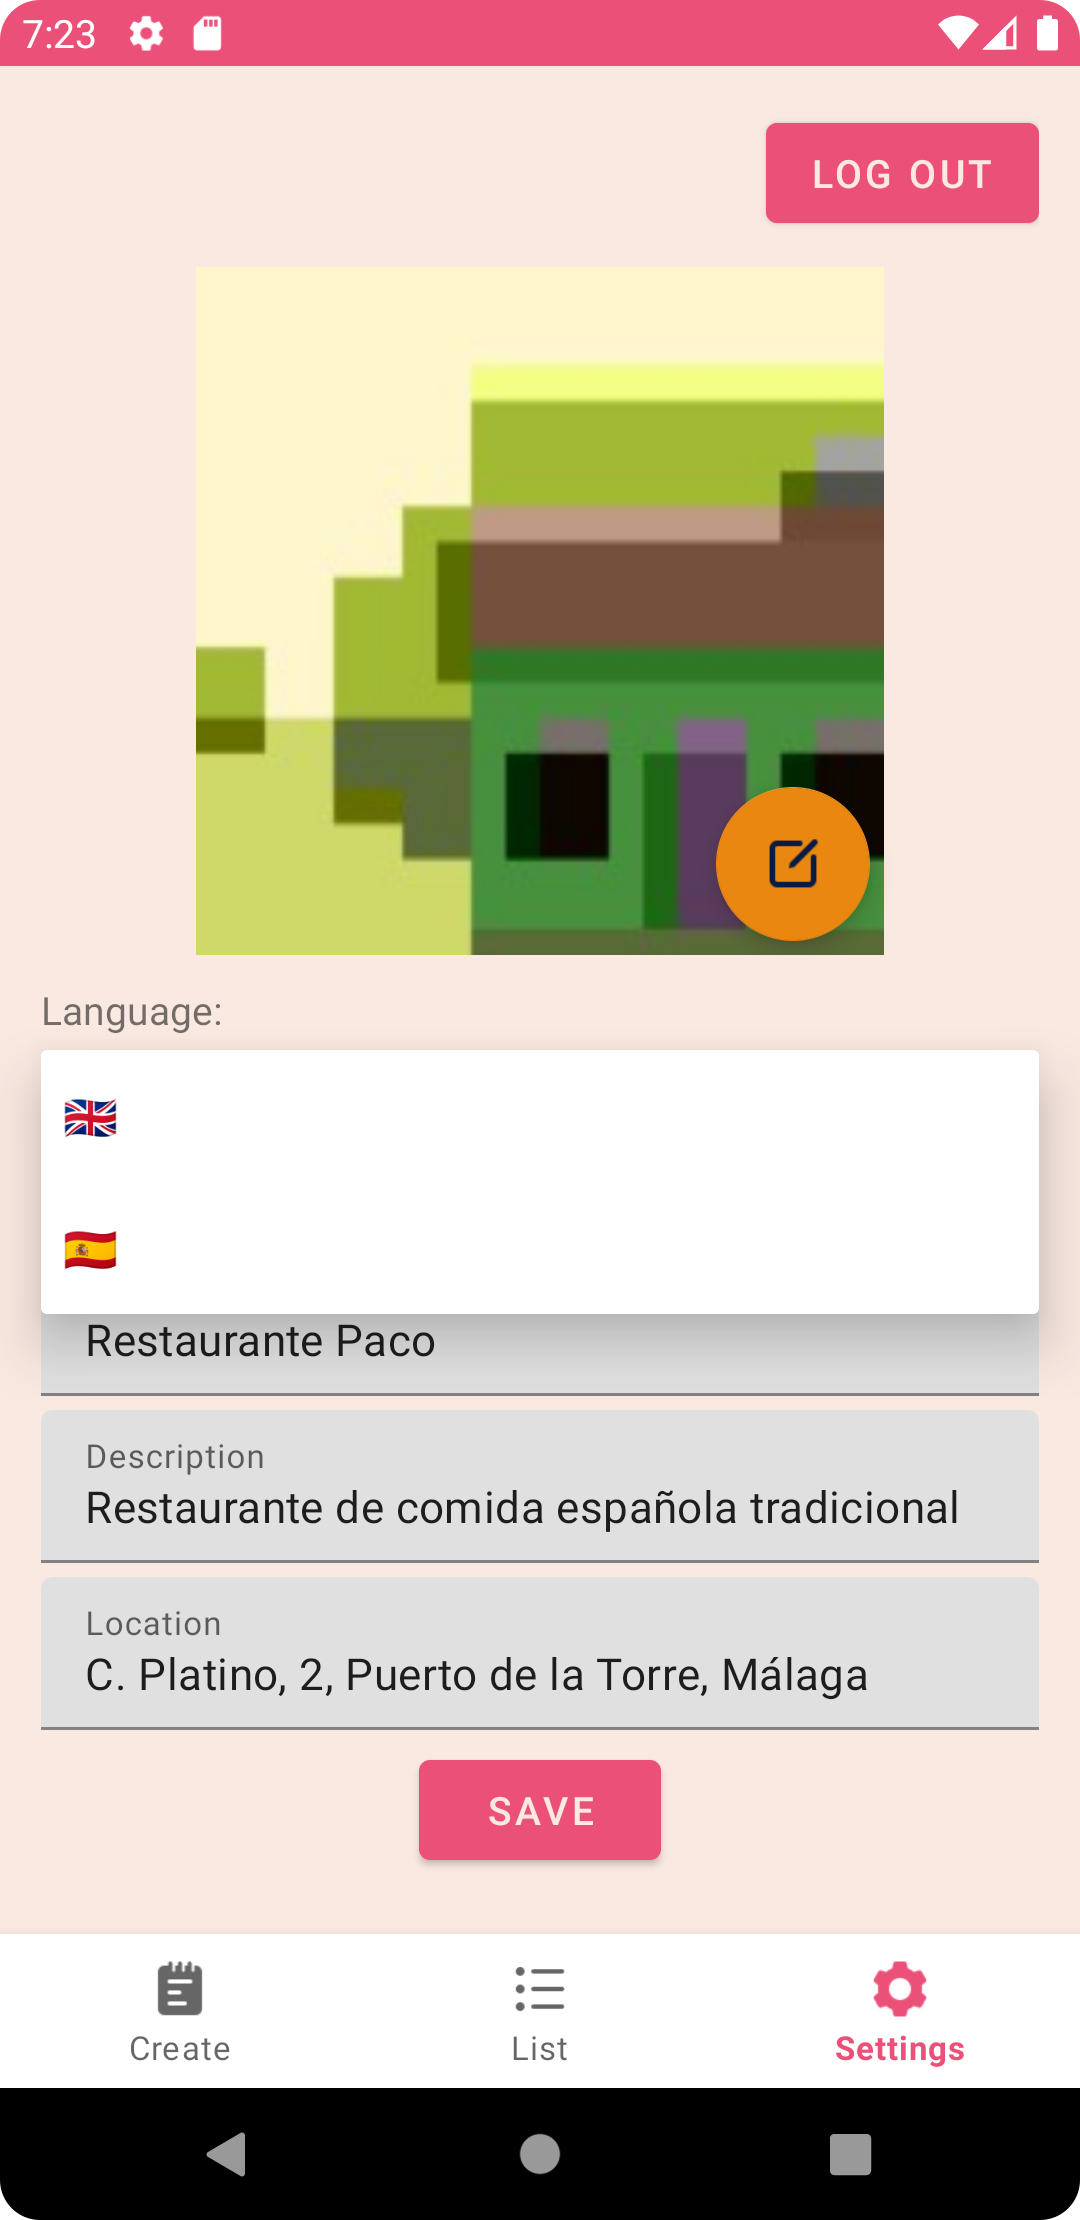 7:23
LOG OUT
Language:
Restaurante Paco
Description
Restaurante de comida española tradicional
Location
C. Platino, 2, Puerto de la Torre, Málaga
SAVE
Create
List
Settings